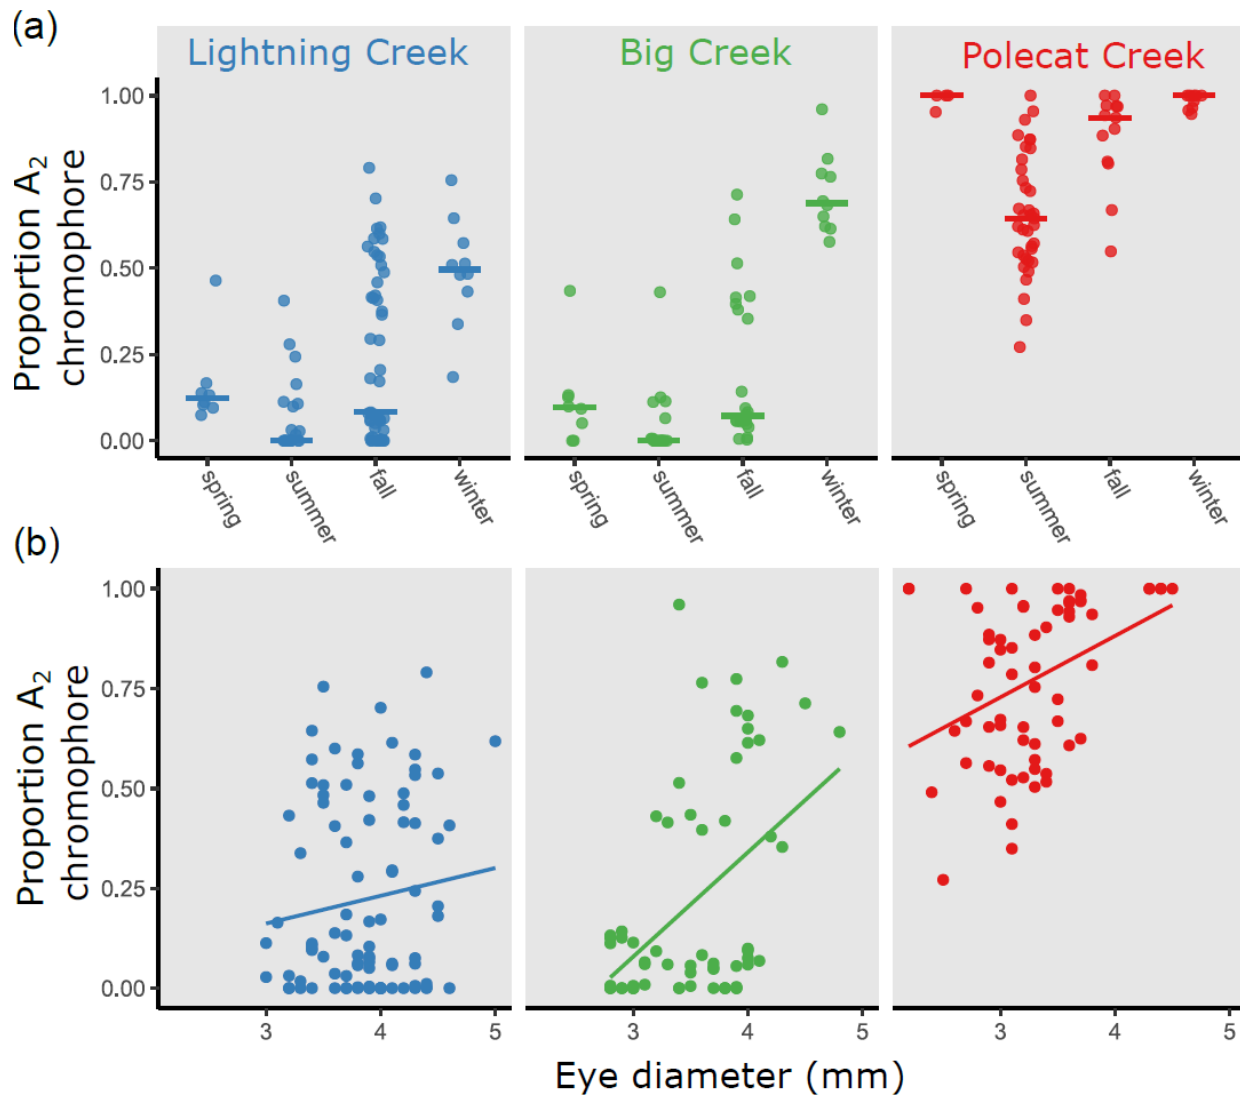 (a)
Lightning Creek
Big Creek
Polecat Creek
Proportion A₂
chromophore
1.00
0.75
0.50
0.25
0.00
spring
summer
fall
winter
spring
summer
fall
winter
spring
summer
fall
winter
(b)
Proportion A₂
chromophore
1.00
0.75
0.50
0.25
0.00
3 4 5
3 4 5
3 4 5
Eye diameter (mm)